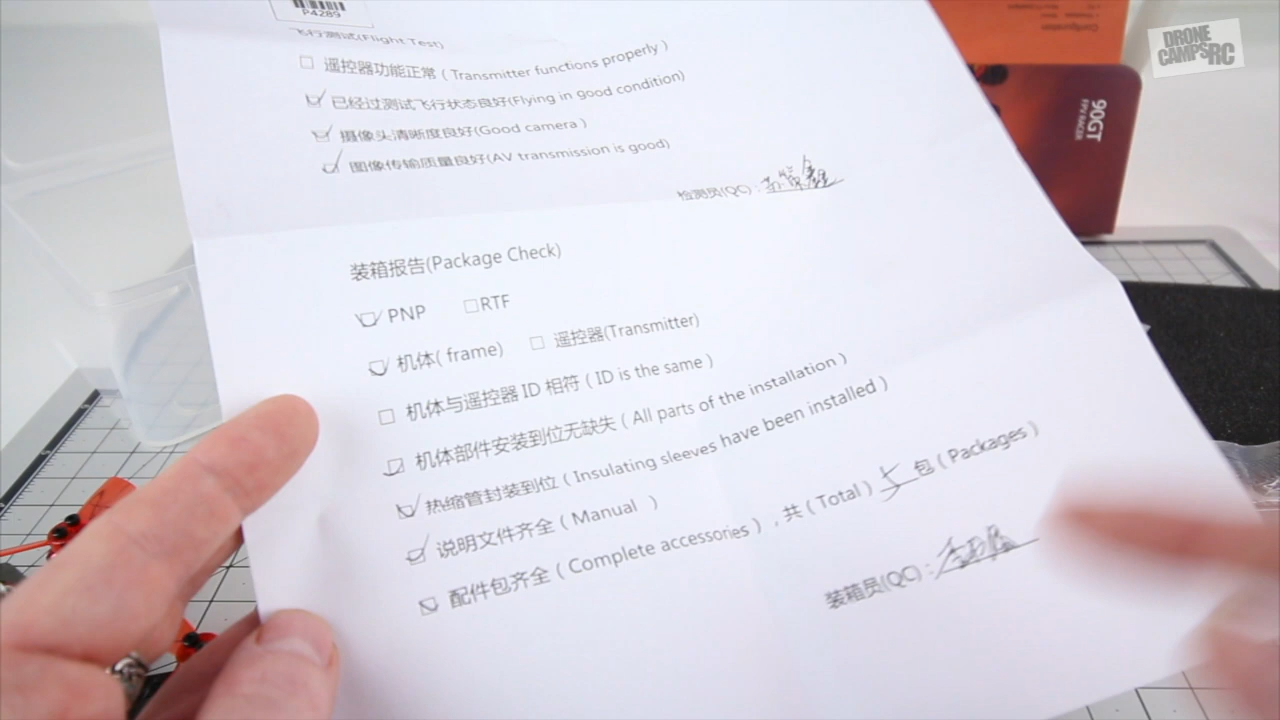 P4289
飞行测试(Flight Test)
遥控器功能正常 ( Transmitter functions properly )
已经过测试飞行状态良好(Flying in good condition)
摄像头清晰度良好(Good camera )
图像传输质量良好(AV transmission is good)
检测员(QC) :
装箱报告(Package Check)
PNP RTF
机体( frame) 遥控器(Transmitter)
机体与遥控器 ID 相符 ( ID is the same )
机体部件安装到位无缺失 ( All parts of the installation )
热缩管封装到位 ( Insulating sleeves have been installed )
说明文件齐全 ( Manual )
配件包齐全 ( Complete accessories ) , 共 ( Total ) 包 ( Packages )
装箱员(QC) :
90GT
FPV RACER
Configuration
DRONE
CAMPSRC